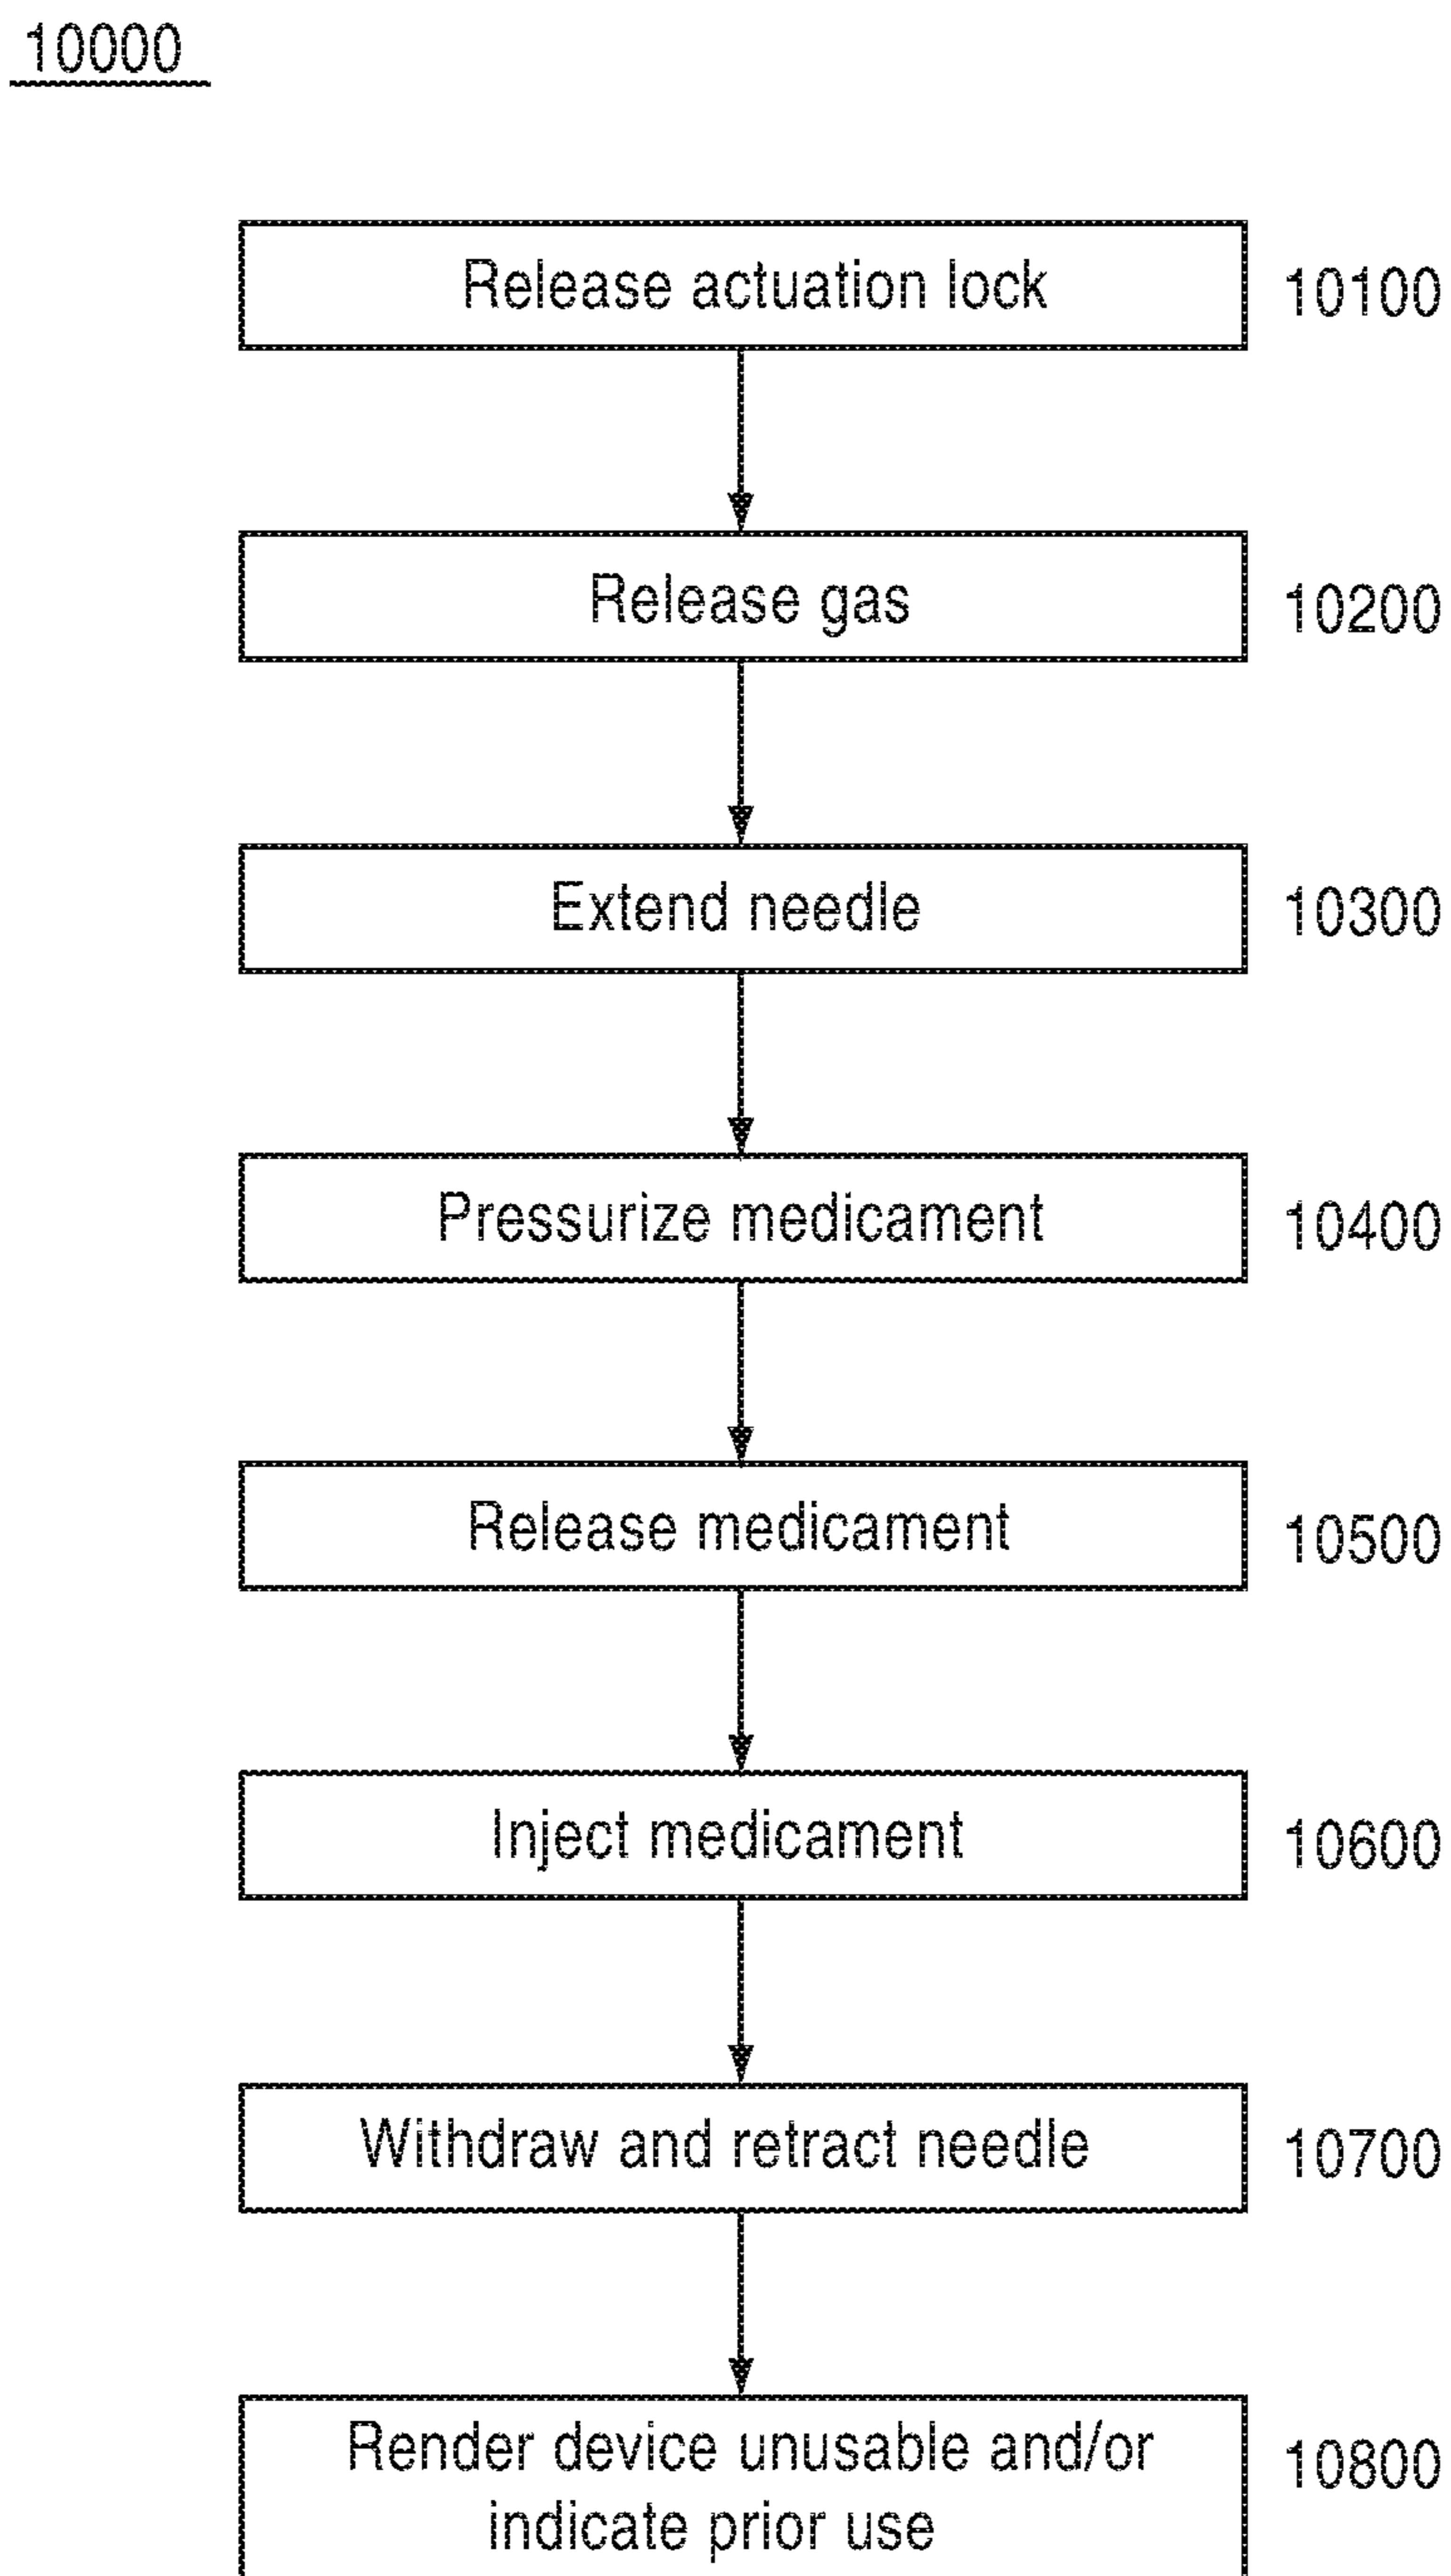 10000
Release actuation lock 10100
Release gas 10200
Extend needle 10300
Pressurize medicament 10400
Release medicament 10500
Inject medicament 10600
Withdraw and retract needle 10700
Render device unusable and/or 10800
indicate prior use